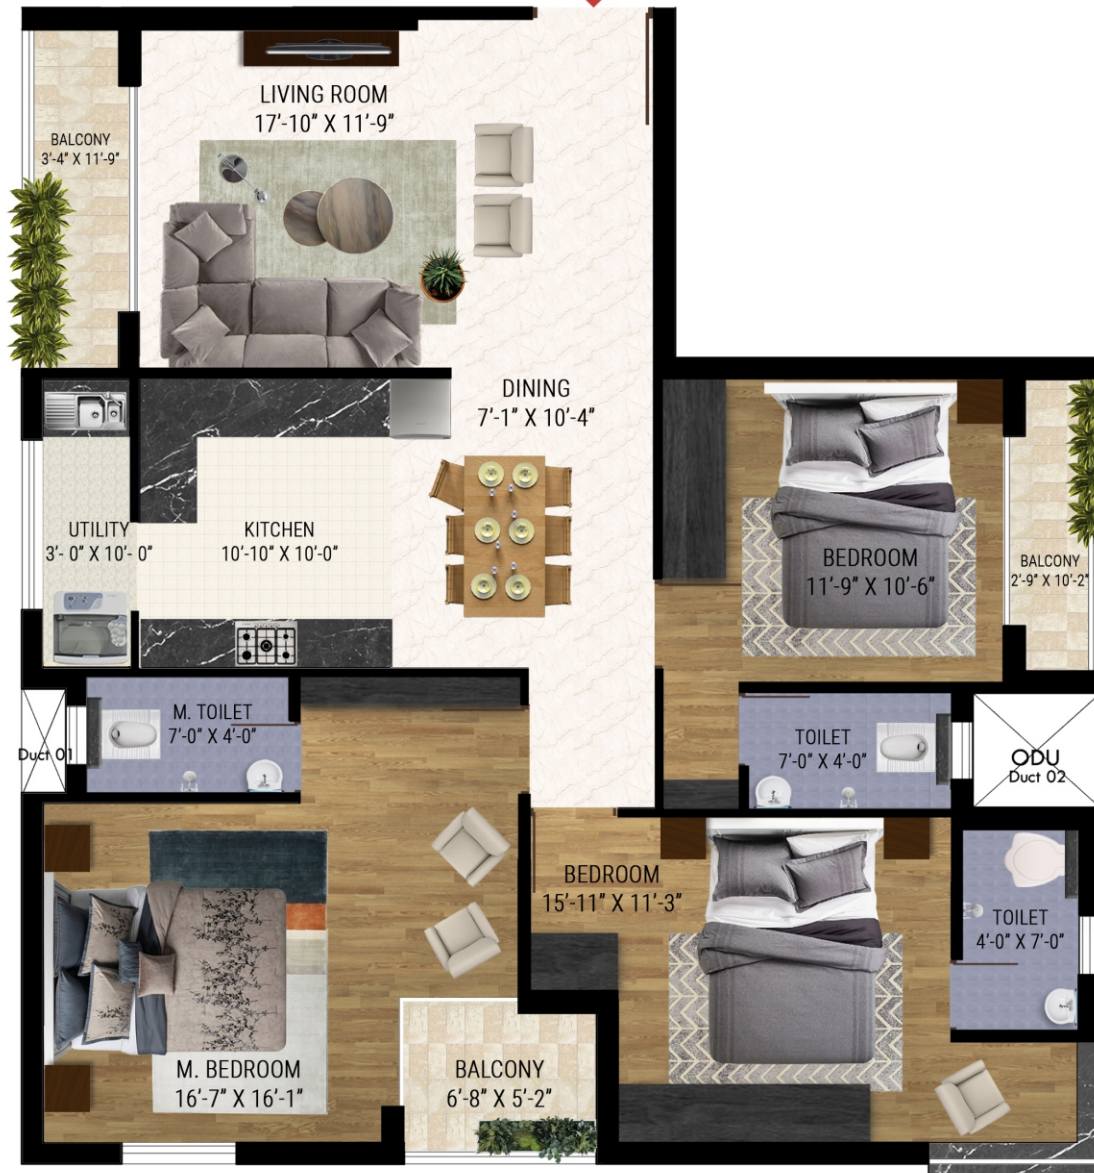 LIVING ROOM
17'-10" X 11'-9"
BALCONY
3'-4" X 11'-9"
DINING
7'-1" X 10'-4"
UTILITY
3'- 0" X 10'- 0"
KITCHEN
10'-10" X 10'-0"
BEDROOM
11'-9" X 10'-6"
BALCONY
2'-9" X 10'-2"
M. TOILET
7'-0" X 4'-0"
Duct 01
TOILET
7'-0" X 4'-0"
ODU
Duct 02
BEDROOM
15'-11" X 11'-3"
TOILET
4'-0" X 7'-0"
M. BEDROOM
16'-7" X 16'-1"
BALCONY
6'-8" X 5'-2"